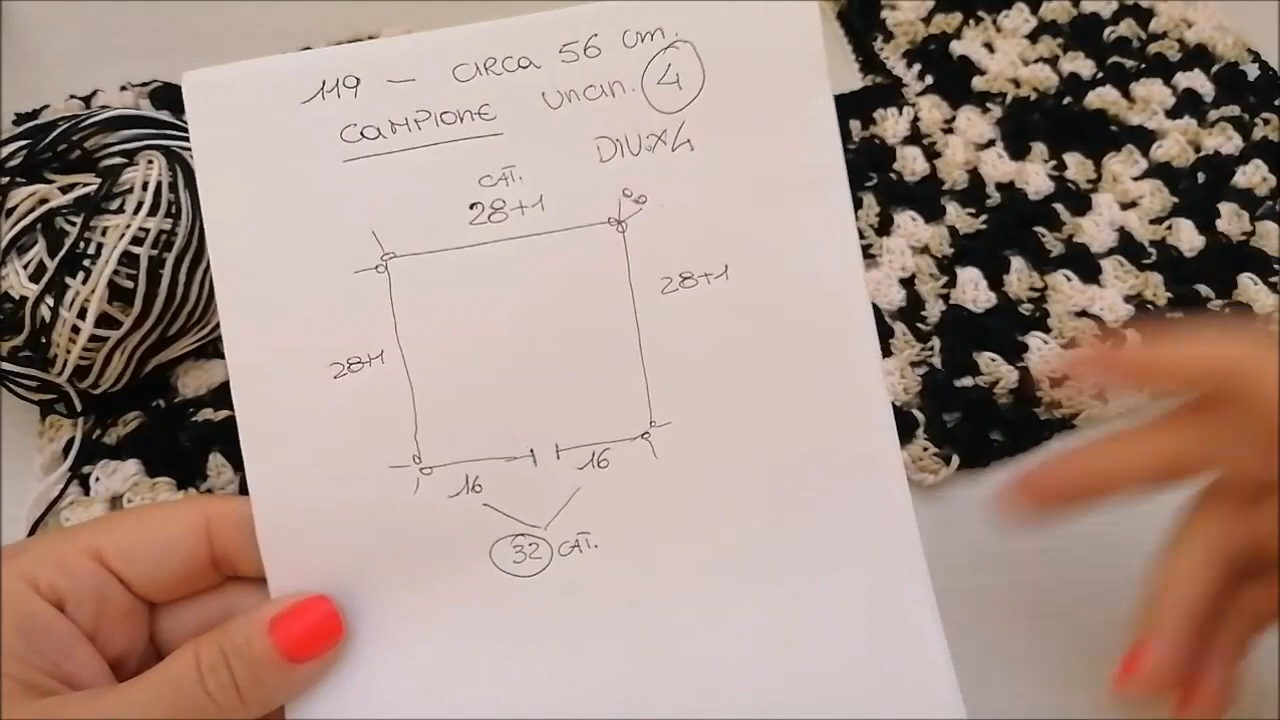 119 - CIRCA 56 cm.
CAMPIONE uncin. 4
DIV.X4
CAT.
28+1
28+1
28+1
16
16
32 CAT.